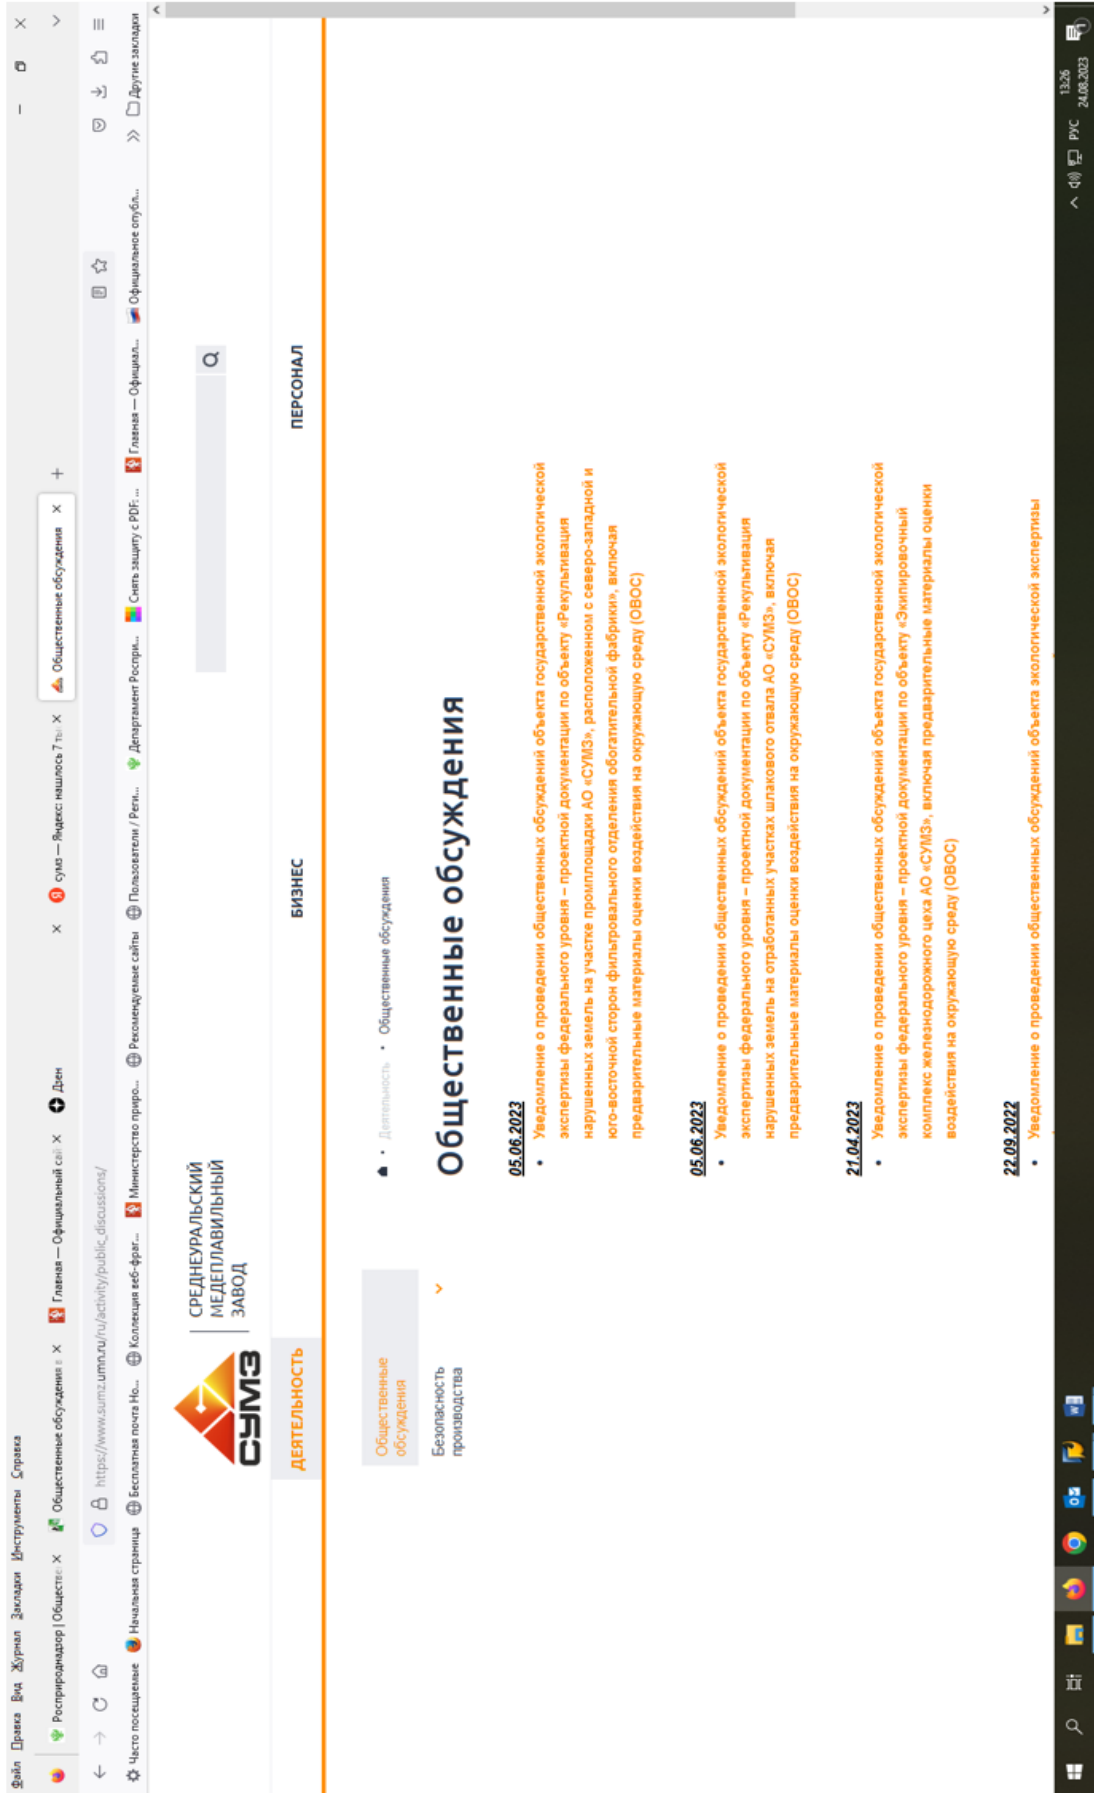 Файл Правка Вид Журнал Закладки Инструменты Справка
Росприроднадзор | Обществе × Общественные обсуждения в × Главная — Официальный сай × Дзен × сумз — Яндекс: нашлось 7 ты × Общественные обсуждения × +
https://www.sumz.umn.ru/ru/activity/public_discussions/
Часто посещаемые Начальная страница Бесплатная почта Но... Коллекция веб-фраг... Министерство приро... Рекомендуемые сайты Пользователи / Реги... Департамент Роспри... Снять защиту с PDF: ... Главная — Официал... Официальное опубл... Другие закладки
СУМЗ
СРЕДНЕУРАЛЬСКИЙ
МЕДЕПЛАВИЛЬНЫЙ
ЗАВОД
ДЕЯТЕЛЬНОСТЬ БИЗНЕС ПЕРСОНАЛ
Общественные
обсуждения
Безопасность
производства
• Деятельность • Общественные обсуждения
Общественные обсуждения
05.06.2023
• Уведомление о проведении общественных обсуждений объекта государственной экологической
экспертизы федерального уровня – проектной документации по объекту «Рекультивация
нарушенных земель на участке промплощадки АО «СУМЗ», расположенном с северо-западной и
юго-восточной сторон фильтровального отделения обогатительной фабрики», включая
предварительные материалы оценки воздействия на окружающую среду (ОВОС)
05.06.2023
• Уведомление о проведении общественных обсуждений объекта государственной экологической
экспертизы федерального уровня – проектной документации по объекту «Рекультивация
нарушенных земель на отработанных участках шлакового отвала АО «СУМЗ», включая
предварительные материалы оценки воздействия на окружающую среду (ОВОС)
21.04.2023
• Уведомление о проведении общественных обсуждений объекта государственной экологической
экспертизы федерального уровня – проектной документации по объекту «Экипировочный
комплекс железнодорожного цеха АО «СУМЗ», включая предварительные материалы оценки
воздействия на окружающую среду (ОВОС)
22.09.2022
• Уведомление о проведении общественных обсуждений объекта экологической экспертизы
РУС
13:26
24.08.2023
1